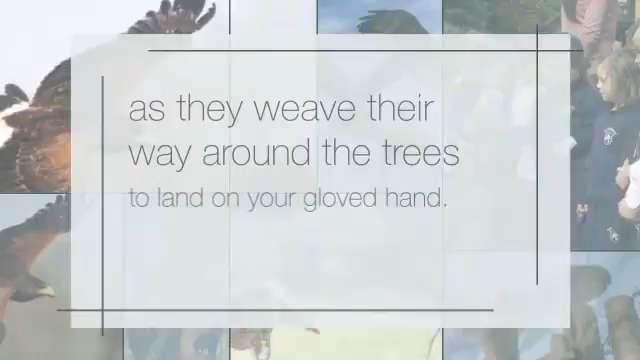 as they weave their
way around the trees
to land on your gloved hand.